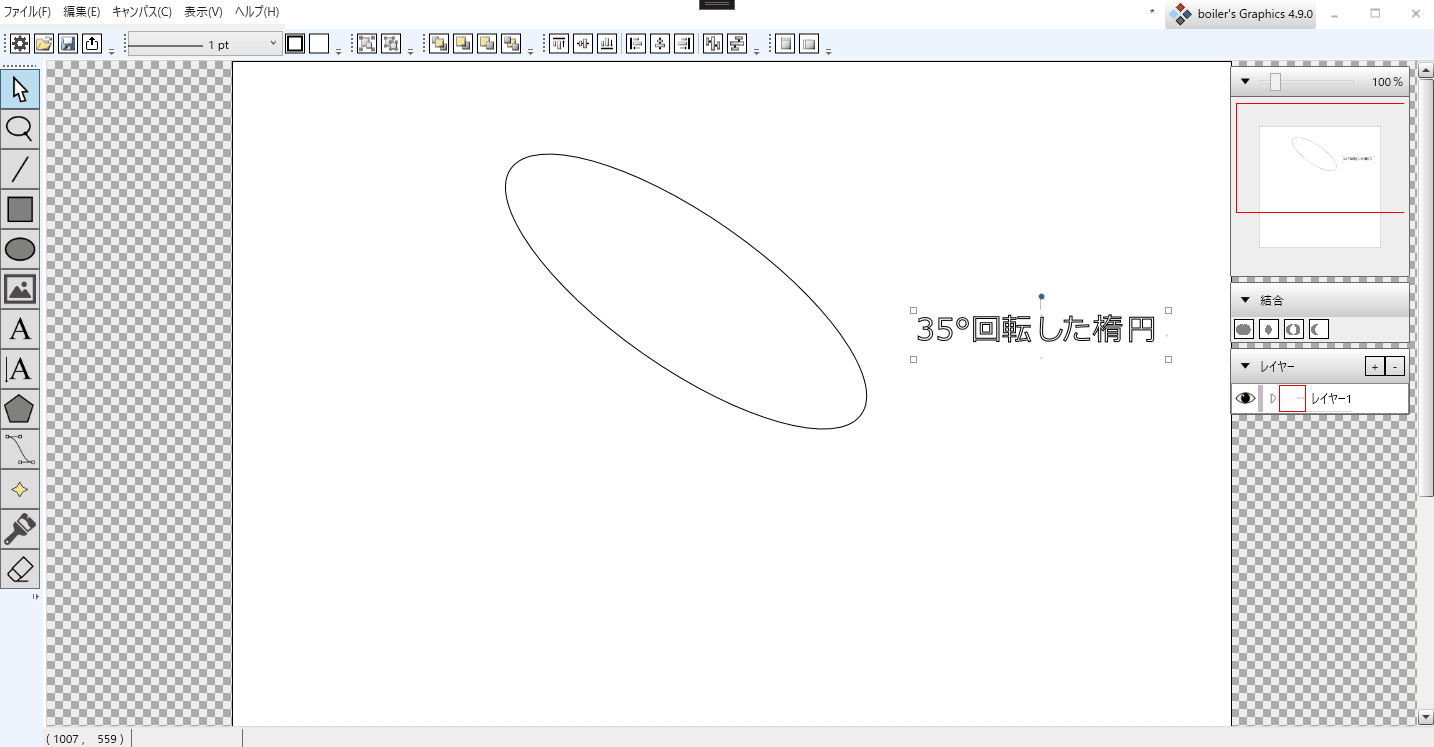 ファイル(F) 編集(E) キャンパス(C) 表示(V) ヘルプ(H)
* boiler's Graphics 4.9.0
1 pt
100 %
35°回転した楕円
結合
レイヤー + -
レイヤー1
A
A
( 1007 , 559 )